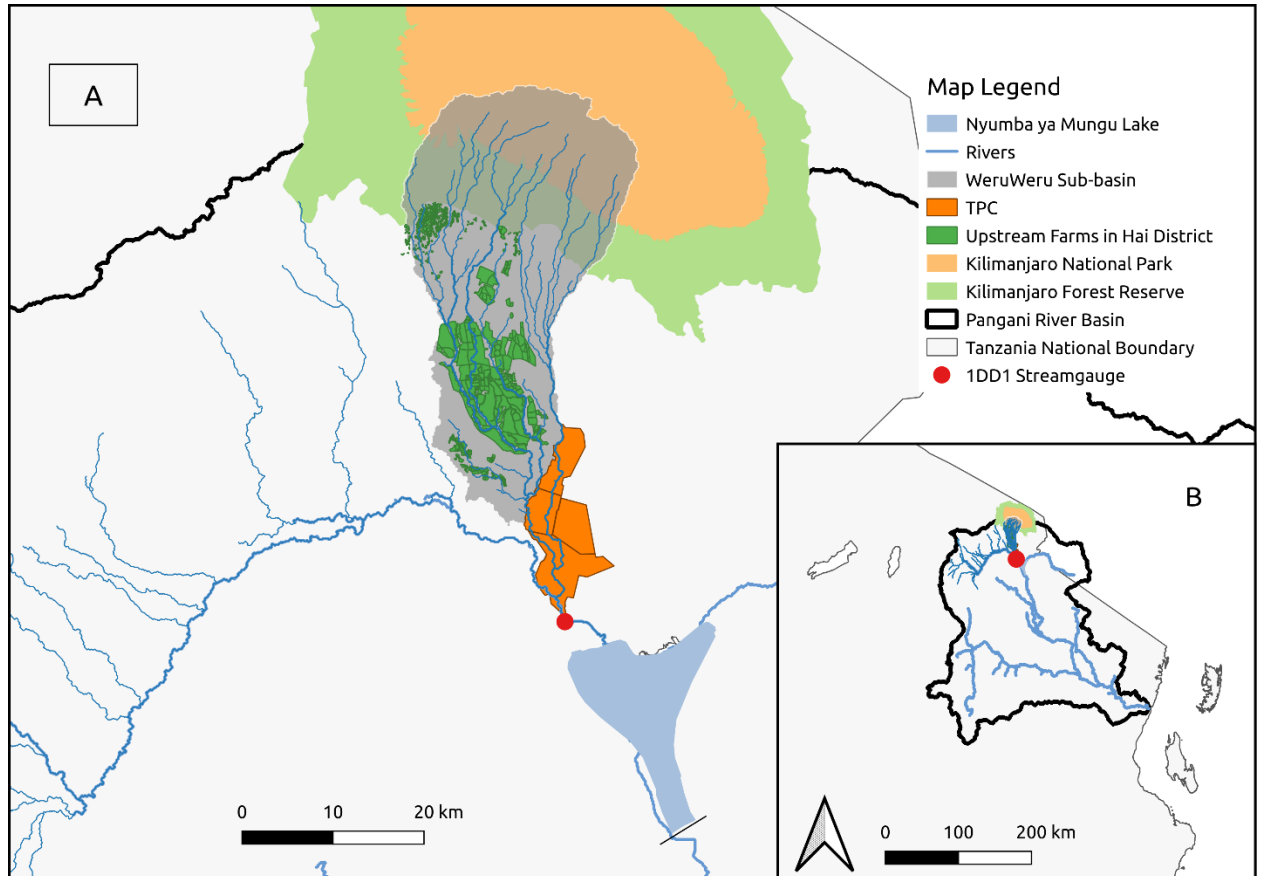 A
Map Legend
Nyumba ya Mungu Lake
Rivers
WeruWeru Sub-basin
TPC
Upstream Farms in Hai District
Kilimanjaro National Park
Kilimanjaro Forest Reserve
Pangani River Basin
Tanzania National Boundary
1DD1 Streamgauge
B
0 10 20 km
0 100 200 km